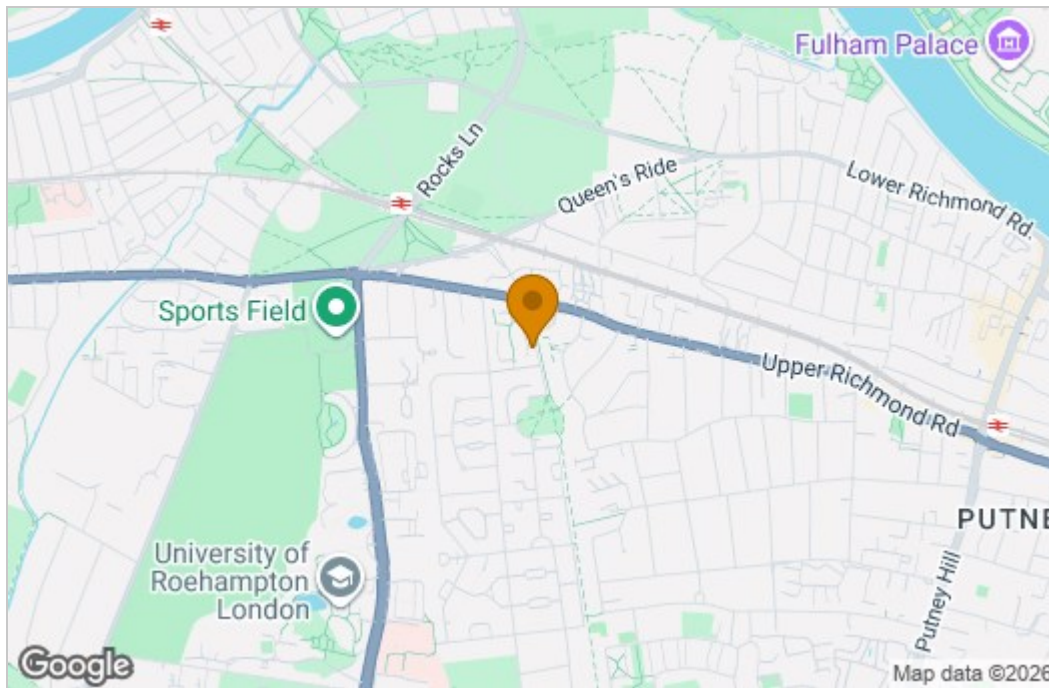 Fulham Palace
Rocks Ln
Queen's Ride
Lower Richmond Rd.
Sports Field
Upper Richmond Rd
PUTNE
University of
Roehampton
London
Putney Hill
Google
Map data ©2026